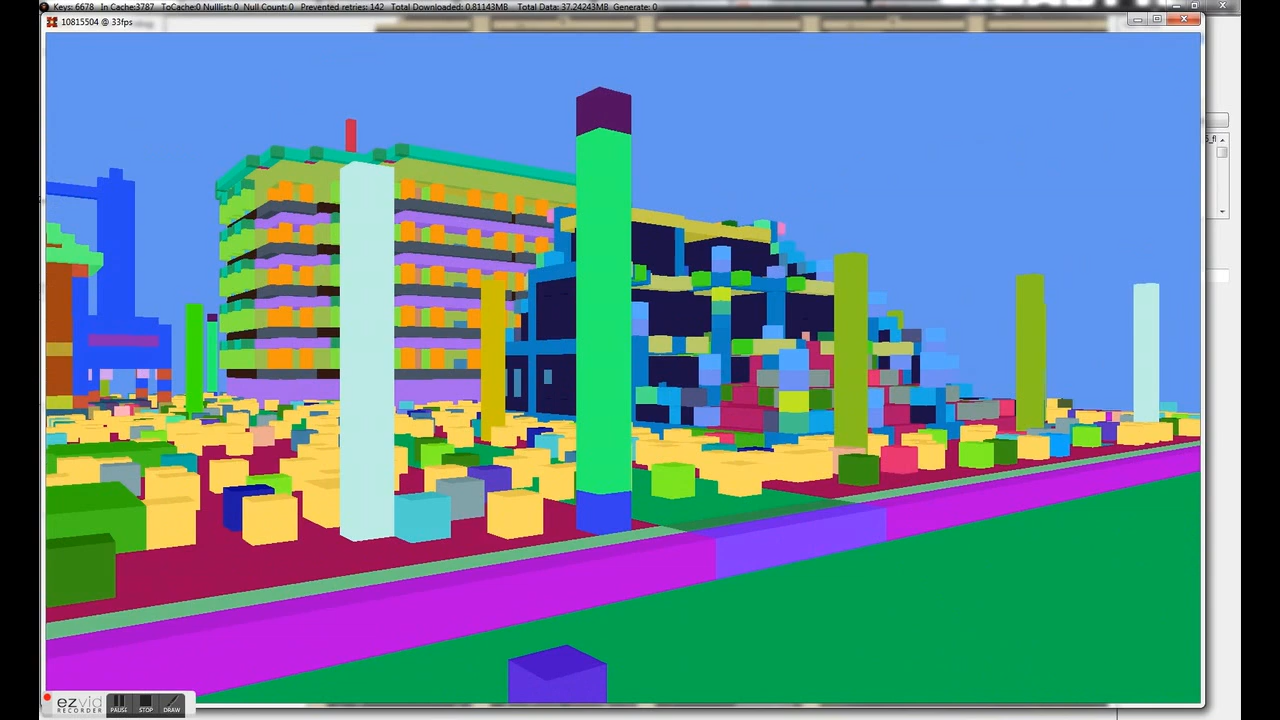 Keys: 6678 In Cache:3787 ToCache:0 Nulllist: 0 Null Count: 0 Prevented retries: 142 Total Downloaded: 0.81143MB Total Data: 37.24243MB Generate: 0
10815504 @ 33fps
ezvid
RECORDER
PAUSE STOP DRAW